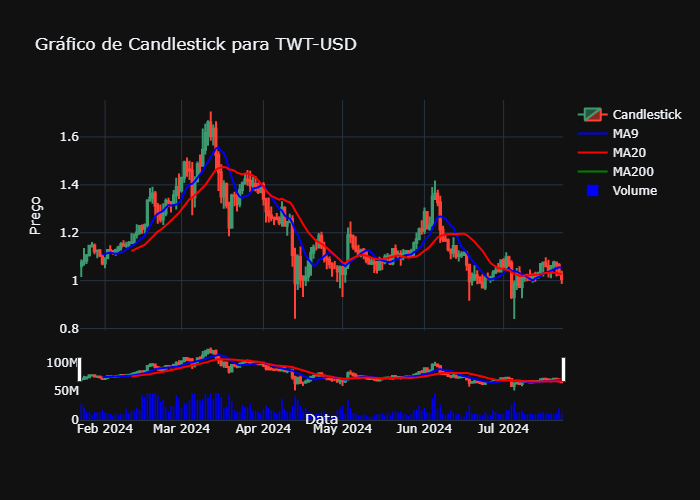 Gráfico de Candlestick para TWT-USD
Candlestick
MA9
MA20
MA200
Volume
Preço
1.6
1.4
1.2
1
0.8
100M
50M
0
Feb 2024 Mar 2024 Apr 2024 May 2024 Jun 2024 Jul 2024
Data